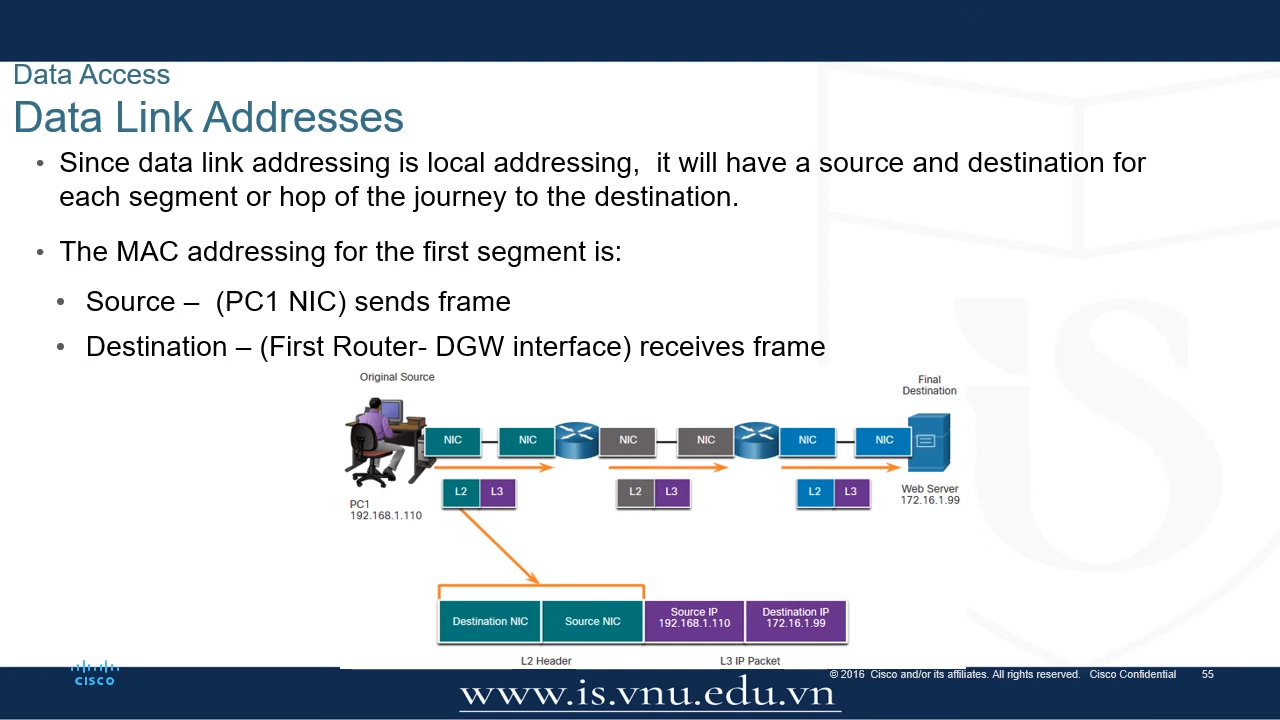 Data Access
Data Link Addresses
• Since data link addressing is local addressing,  it will have a source and destination for
each segment or hop of the journey to the destination.
• The MAC addressing for the first segment is:
• Source –  (PC1 NIC) sends frame
• Destination – (First Router- DGW interface) receives frame
Original Source
Final
Destination
NIC
NIC
NIC
NIC
NIC
NIC
L2 L3
L2 L3
L2 L3
PC1
192.168.1.110
Web Server
172.16.1.99
Destination NIC
Source NIC
Source IP
192.168.1.110
Destination IP
172.16.1.99
L2 Header
L3 IP Packet
CISCO
© 2016  Cisco and/or its affiliates. All rights reserved.   Cisco Confidential
55
www.is.vnu.edu.vn
iS